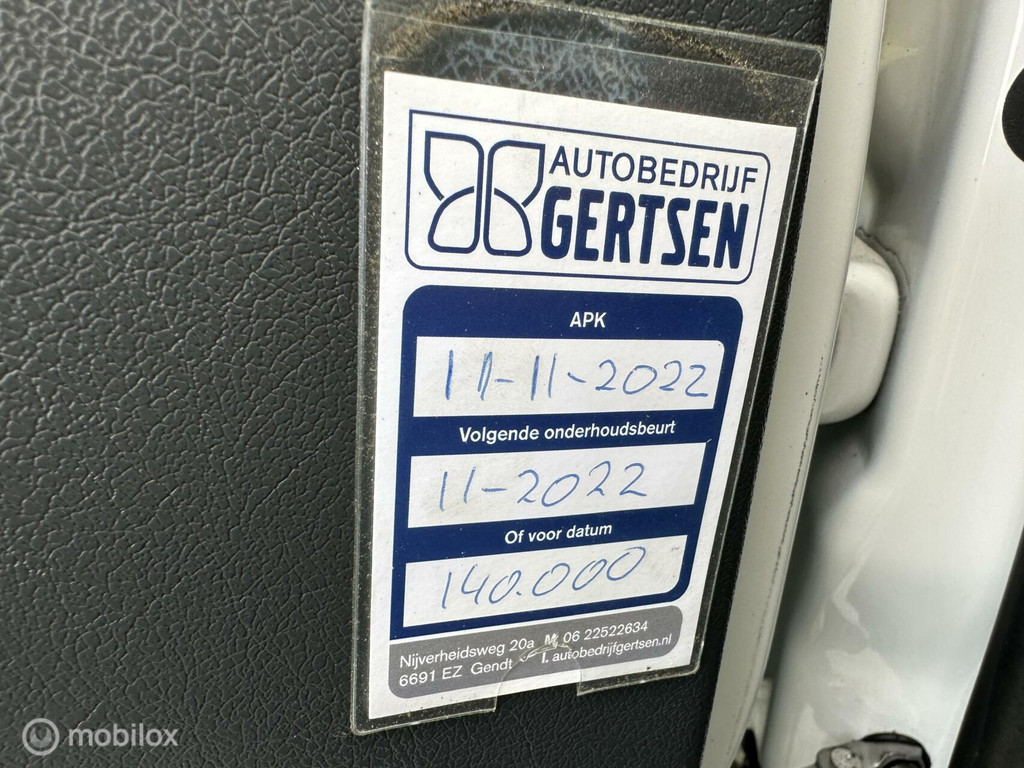 AUTOBEDRIJF
GERTSEN
APK
11-11-2022
Volgende onderhoudsbeurt
11-2022
Of voor datum
140.000
Nijverheidsweg 20a M. 06 22522634
6691 EZ Gendt I. autobedrijfgertsen.nl
mobilox